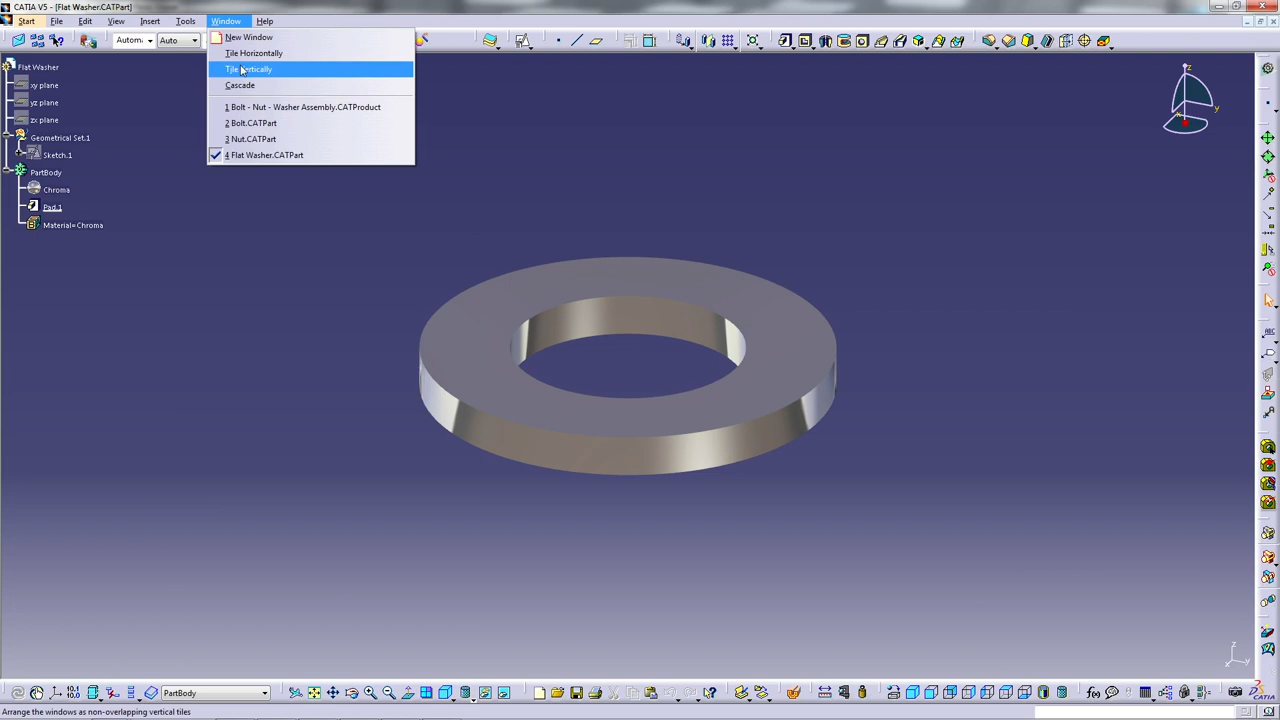 CATIA V5 - [Flat Washer.CATPart]
Start File Edit View Insert Tools Window Help
Autom Auto
New Window
Tile Horizontally
Tile Vertically
Cascade
1 Bolt - Nut - Washer Assembly.CATProduct
2 Bolt.CATPart
3 Nut.CATPart
4 Flat Washer.CATPart
Flat Washer
xy plane
yz plane
zx plane
Geometrical Set.1
Sketch.1
PartBody
Chroma
Pad.1
Material=Chroma
z
y
x
z
y
PartBody
CATIA
Arrange the windows as non-overlapping vertical tiles